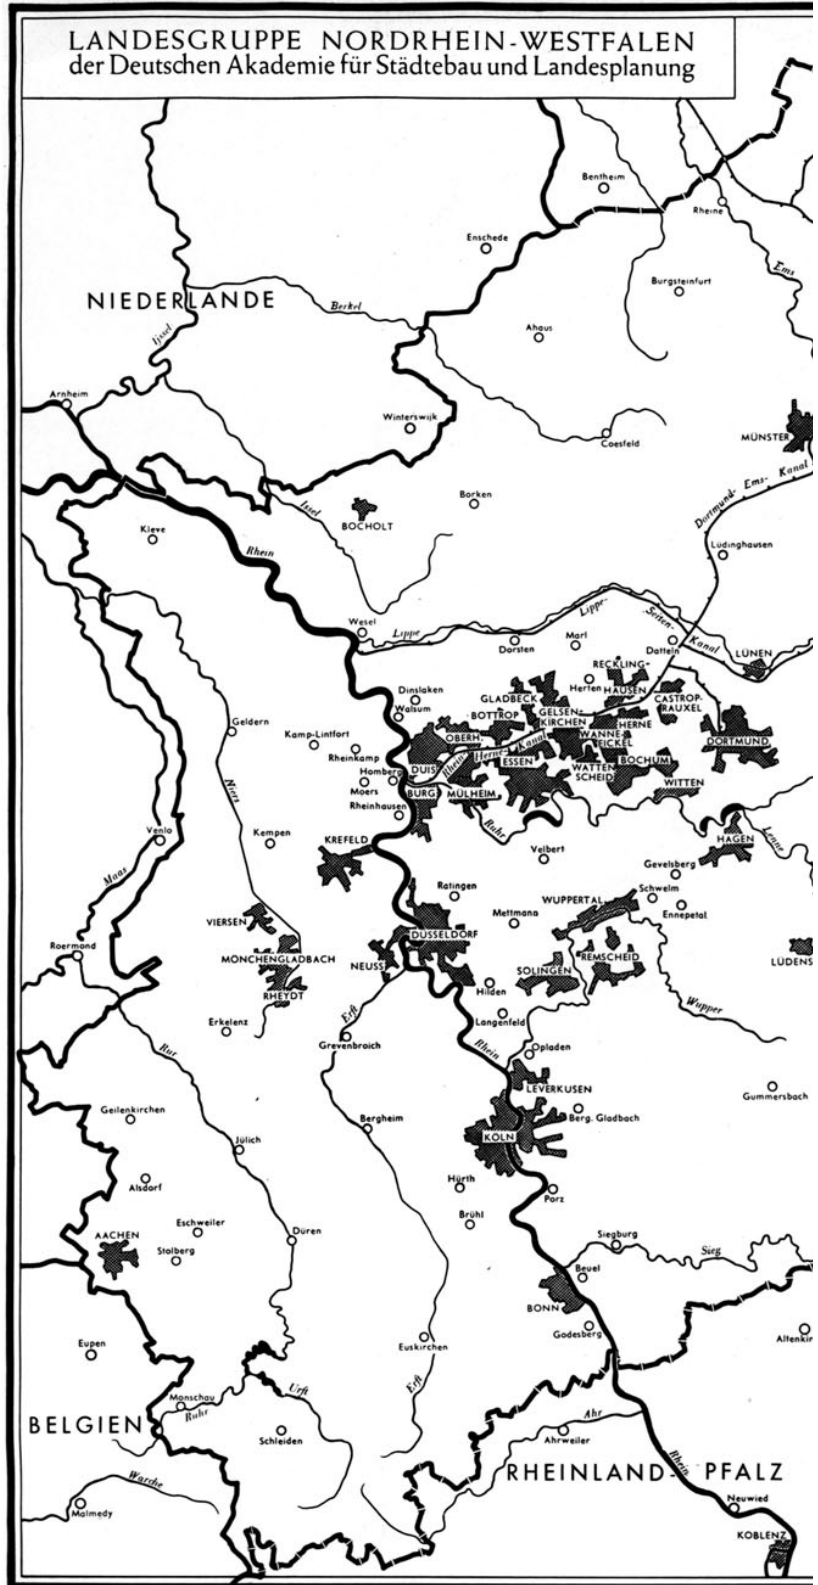 LANDESGRUPPE NORDRHEIN-WESTFALEN
der Deutschen Akademie für Städtebau und Landesplanung
Bentheim
Rheine
Enschede
Ems
Burgsteinfurt
NIEDERLANDE
Berkel
Ijssel
Ahaus
Arnheim
Winterswijk
Coesfeld
MÜNSTER
Dortmund-Ems-Kanal
Issel
BOCHOLT
Borken
Kleve
Rhein
Lüdinghausen
Wesel
Lippe
Lippe-Seiten-Kanal
Dorsten
Marl
Datteln
LÜNEN
RECKLING-
HAUSEN
Herten
GLADBECK
Dinslaken
Walsum
GELSEN-
KIRCHEN
CASTROP-
RAUXEL
BOTTROP
HERNE
Geldern
Kamp-Lintfort
OBERH.
WANNE-
EICKEL
DORTMUND
Rheinkamp
Rhein-Herne-Kanal
ESSEN
BOCHUM
Homberg
DUIS
BURG
WATTEN
SCHEID
Moers
MÜLHEIM
WITTEN
Niers
Rheinhausen
Ruhr
Venlo
Kempen
KREFELD
HAGEN
Lenne
Velbert
Gevelsberg
Maas
Ratingen
Schwelm
WUPPERTAL
Ennepetal
VIERSEN
Mettmann
DÜSSELDORF
Roermond
MÖNCHENGLADBACH
NEUSS
REMSCHEID
LÜDENS
SOLINGEN
RHEYDT
Hilden
Wupper
Erft
Langenfeld
Erkelenz
Grevenbroich
Rhein
Opladen
Rur
LEVERKUSEN
Gummersbach
Geilenkirchen
Bergheim
Berg. Gladbach
KÖLN
Jülich
Alsdorf
Hürth
Porz
Eschweiler
Brühl
AACHEN
Düren
Siegburg
Stolberg
Sieg
Beuel
BONN
Godesberg
Altenkir
Eupen
Euskirchen
Erft
Monschau
Urft
Ruhr
BELGIEN
Schleiden
Ahr
Ahrweiler
Rhein
RHEINLAND-PFALZ
Warche
Malmedy
Neuwied
KOBLENZ